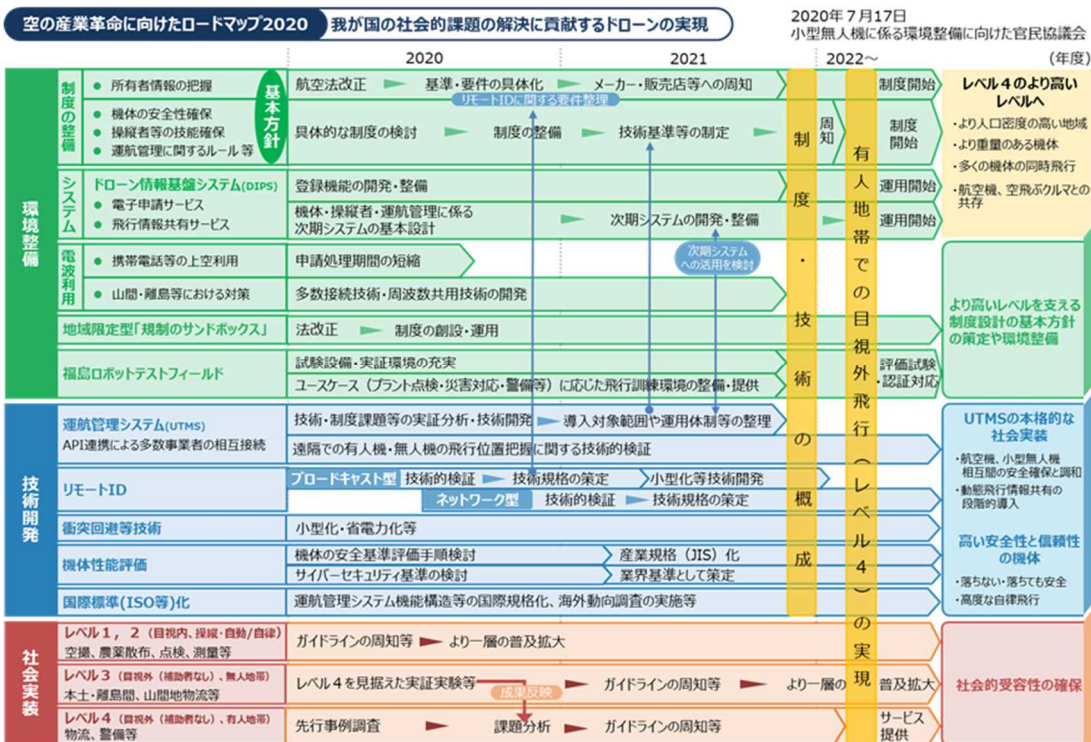 空の産業革命に向けたロードマップ2020
我が国の社会的課題の解決に貢献するドローンの実現
2020年7月17日
小型無人機に係る環境整備に向けた官民協議会
2020
2021
2022~
(年度)
環境整備
制度の整備
● 所有者情報の把握
● 機体の安全性確保
● 操縦者等の技能確保
● 運航管理に関するルール 等
基本方針
航空法改正
基準・要件の具体化
メーカー・販売店等への周知
制度開始
リモートIDに関する要件整理
具体的な制度の検討
制度の整備
技術基準等の制定
周知
制度
開始
システム
ドローン情報基盤システム(DIPS)
● 電子申請サービス
● 飛行情報共有サービス
登録機能の開発・整備
運用開始
機体・操縦者・運航管理に係る
次期システムの基本設計
次期システムの開発・整備
運用開始
次期システム
への活用を検討
電波利用
● 携帯電話等の上空利用
申請処理期間の短縮
● 山間・離島等における対策
多数接続技術・周波数共用技術の開発
地域限定型「規制のサンドボックス」
法改正
制度の創設・運用
福島ロボットテストフィールド
試験設備・実証環境の充実
ユースケース(プラント点検・災害対応・警備等)に応じた飛行訓練環境の整備・提供
評価試験
・認証対応
制度・技術の概成
有人地帯での目視外飛行(レベル4)の実現
レベル4のより高い
レベルへ
・より人口密度の高い地域
・より重量のある機体
・多くの機体の同時飛行
・航空機、空飛ぶクルマとの
共存
より高いレベルを支える
制度設計の基本方針
の策定や環境整備
技術開発
運航管理システム(UTMS)
API連携による多数事業者の相互接続
技術・制度課題等の実証分析・技術開発
導入対象範囲や運用体制等の整理
遠隔での有人機・無人機の飛行位置把握に関する技術的検証
リモートID
ブロードキャスト型
技術的検証
技術規格の策定
小型化等技術開発
ネットワーク型
技術的検証
技術規格の策定
衝突回避等技術
小型化・省電力化等
機体性能評価
機体の安全基準評価手順検討
産業規格(JIS)化
サイバーセキュリティ基準の検討
業界基準として策定
国際標準(ISO等)化
運航管理システム機能構造等の国際規格化、海外動向調査の実施等
UTMSの本格的な
社会実装
・航空機、小型無人機
相互間の安全確保と調和
・動態飛行情報共有の
段階的導入
高い安全性と信頼性
の機体
・落ちない・落ちても安全
・高度な自律飛行
社会実装
レベル1,2(目視内、操縦・自動/自律)
空撮、農薬散布、点検、測量等
ガイドラインの周知等
より一層の普及拡大
レベル3(目視外(補助者なし)、無人地帯)
本土・離島間、山間地物流等
レベル4を見据えた実証実験等
成果反映
ガイドラインの周知等
より一層の
普及拡大
レベル4(目視外(補助者なし)、有人地帯)
物流、警備等
先行事例調査
課題分析
ガイドラインの周知等
サービス
提供
社会的受容性の確保